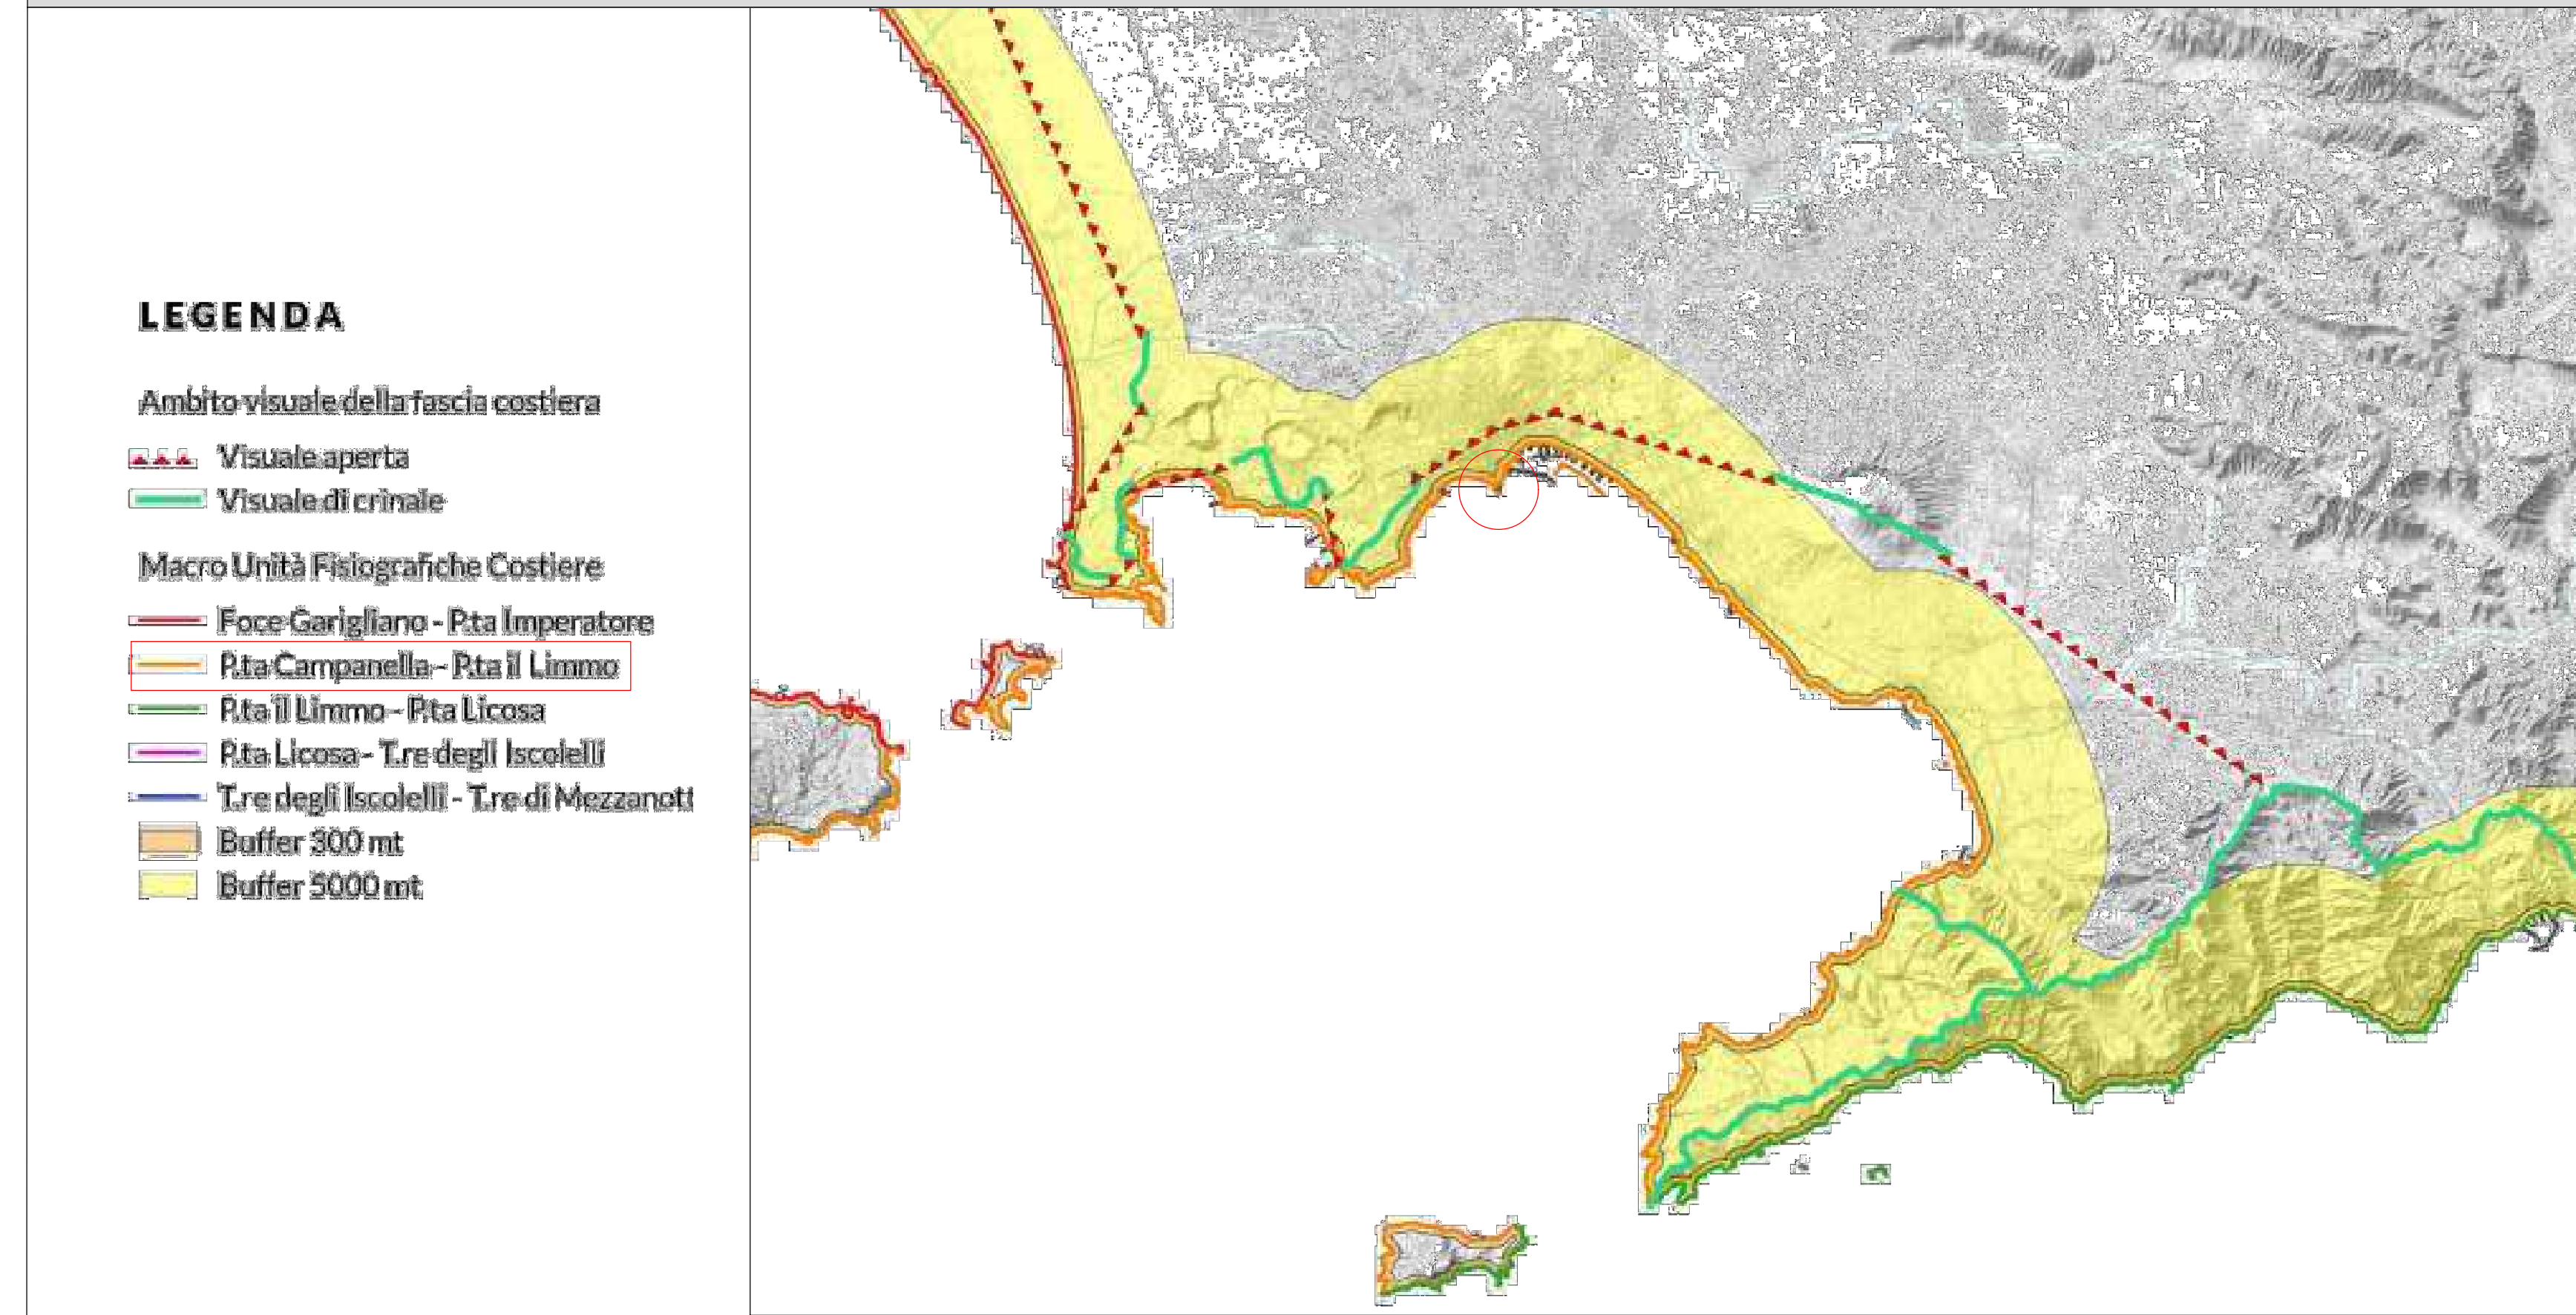 LEGENDA
Ambito visuale della fascia costiera
Visuale aperta
Visuale di crinale
Macro Unità Fisiografiche Costiere
Foce Garigliano - P.ta Imperatore
P.ta Campanella - P.ta il Limmo
P.ta il Limmo - P.ta Licosa
P.ta Licosa - T.re degli Iscolelli
T.re degli Iscolelli - T.re di Mezzanott
Buffer 300 mt
Buffer 5000 mt